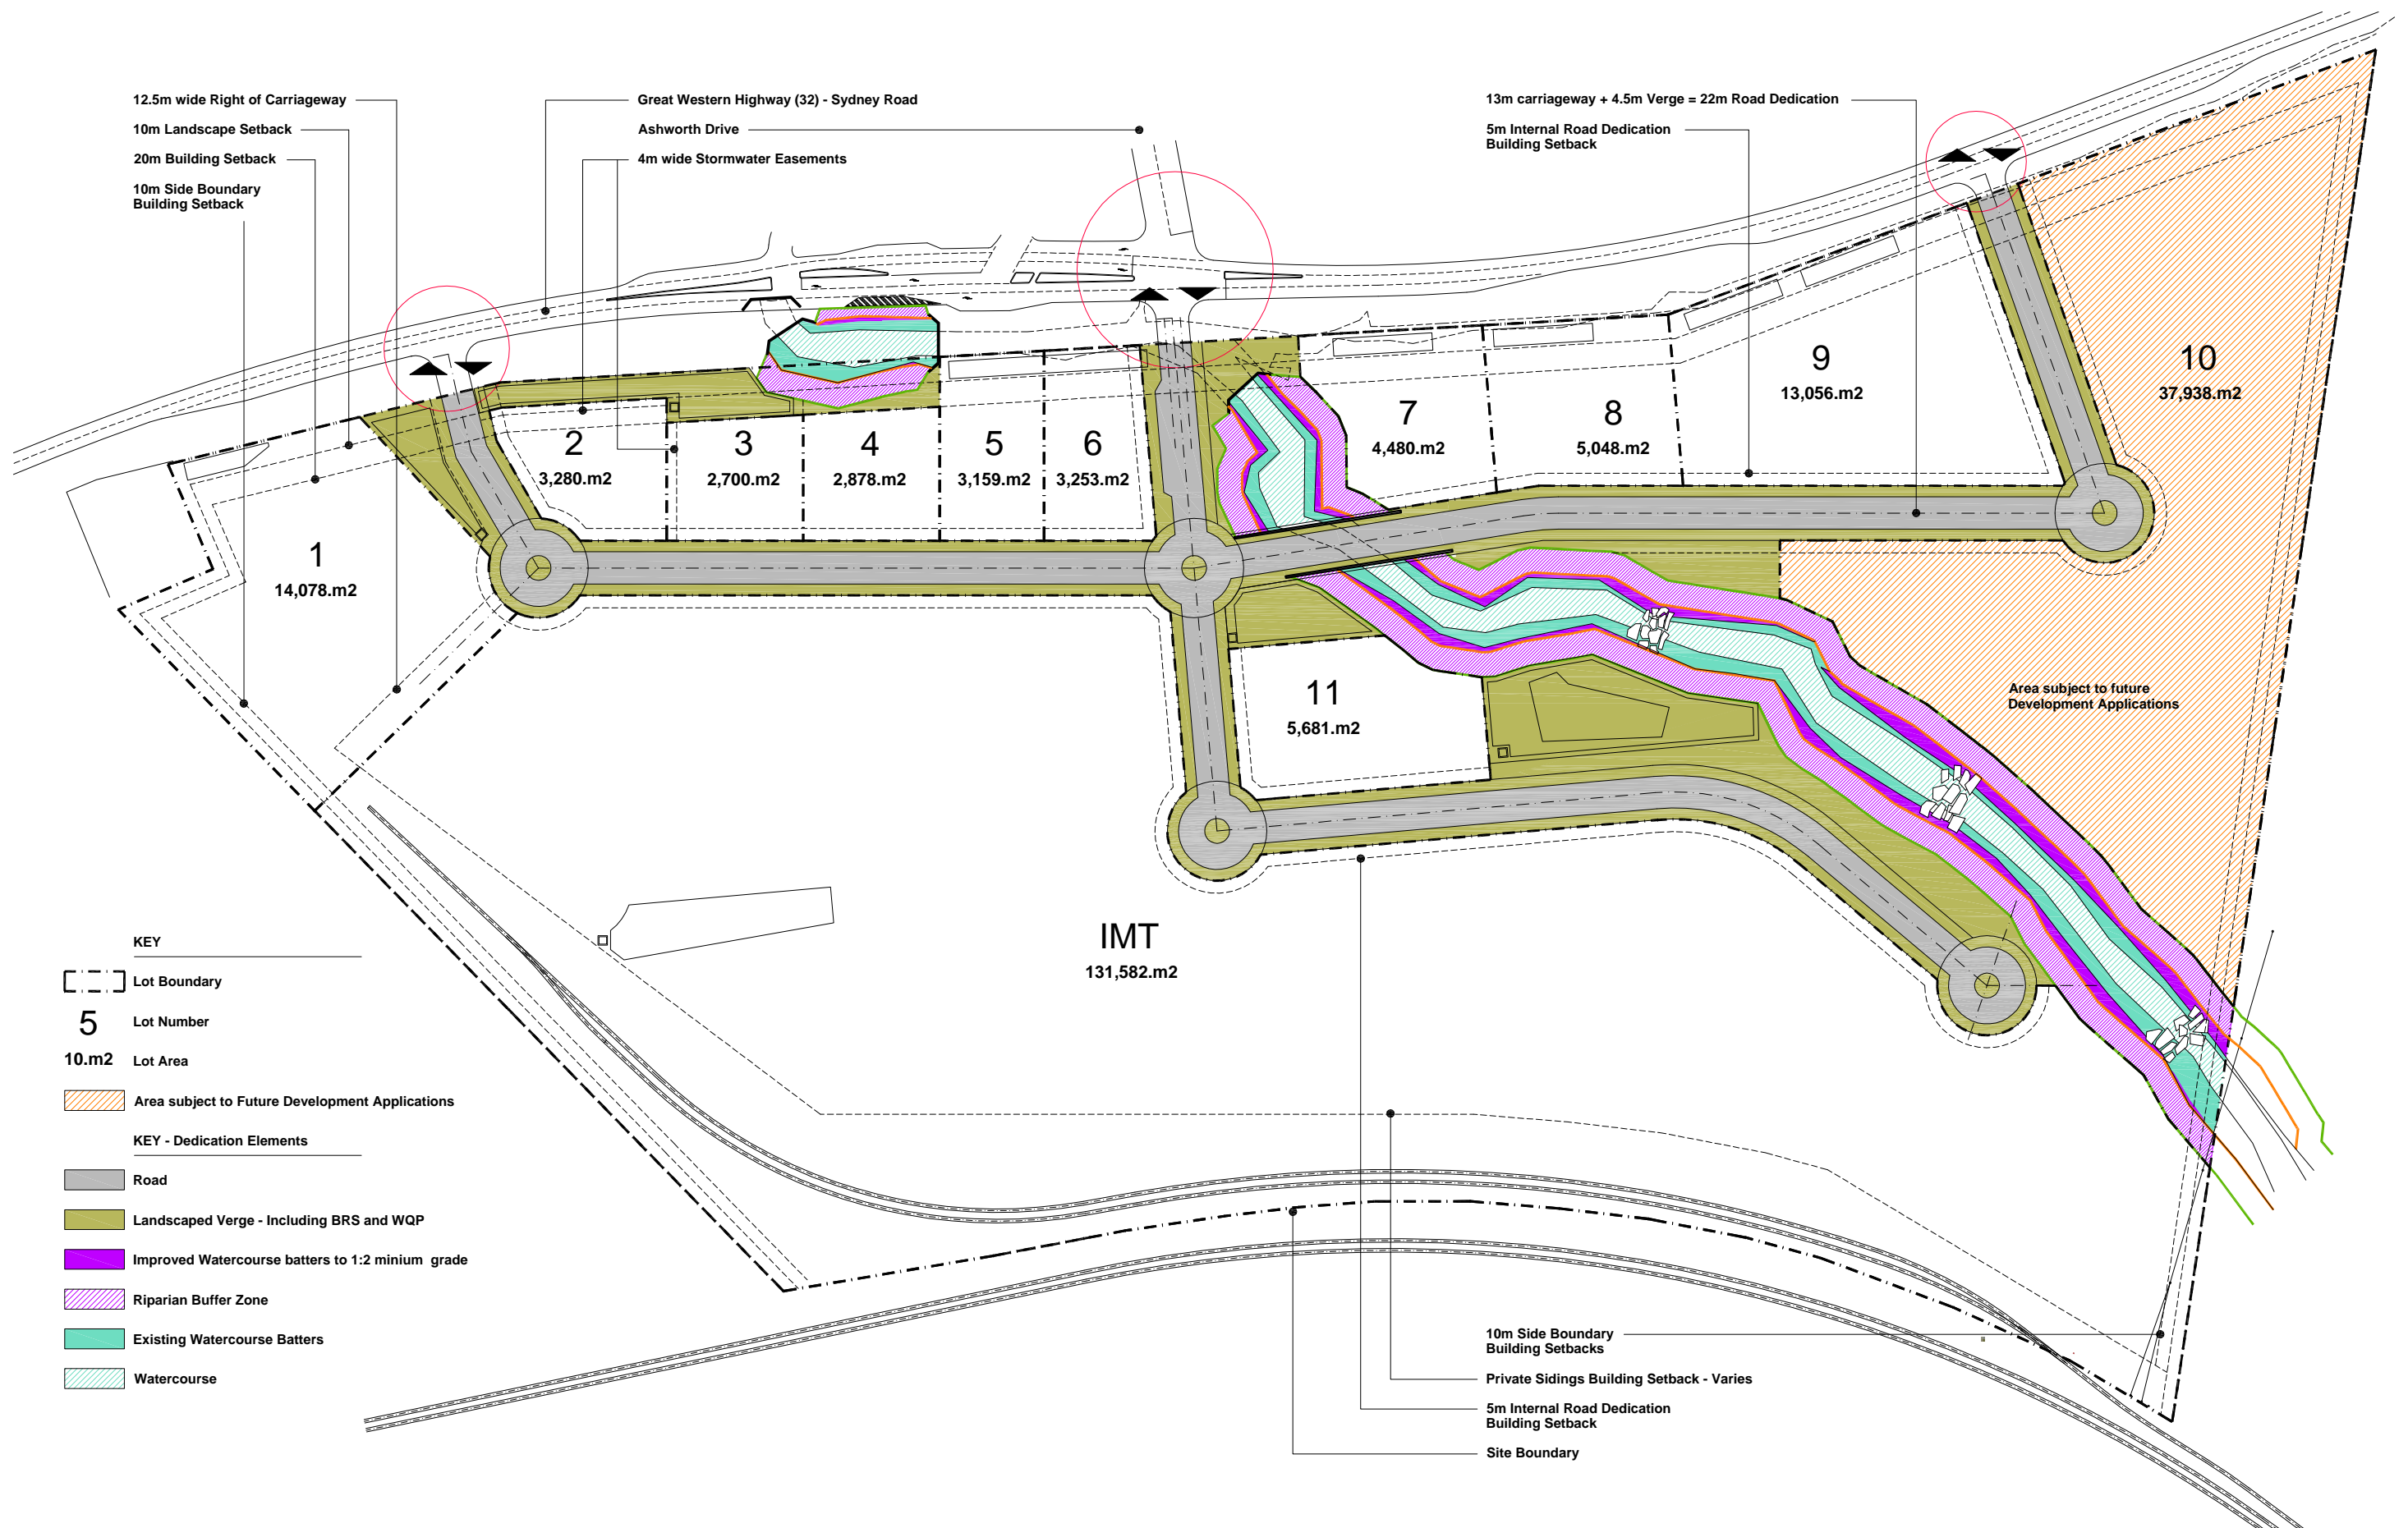 12.5m wide Right of Carriageway
10m Landscape Setback
20m Building Setback
10m Side Boundary
Building Setback
Great Western Highway (32) - Sydney Road
Ashworth Drive
4m wide Stormwater Easements
13m carriageway + 4.5m Verge = 22m Road Dedication
5m Internal Road Dedication
Building Setback
1
14,078.m2
2
3,280.m2
3
2,700.m2
4
2,878.m2
5
3,159.m2
6
3,253.m2
7
4,480.m2
8
5,048.m2
9
13,056.m2
10
37,938.m2
11
5,681.m2
Area subject to future
Development Applications
IMT
131,582.m2
KEY
Lot Boundary
5
Lot Number
10.m2
Lot Area
Area subject to Future Development Applications
KEY - Dedication Elements
Road
Landscaped Verge - Including BRS and WQP
Improved Watercourse batters to 1:2 minium grade
Riparian Buffer Zone
Existing Watercourse Batters
Watercourse
10m Side Boundary
Building Setbacks
Private Sidings Building Setback - Varies
5m Internal Road Dedication
Building Setback
Site Boundary